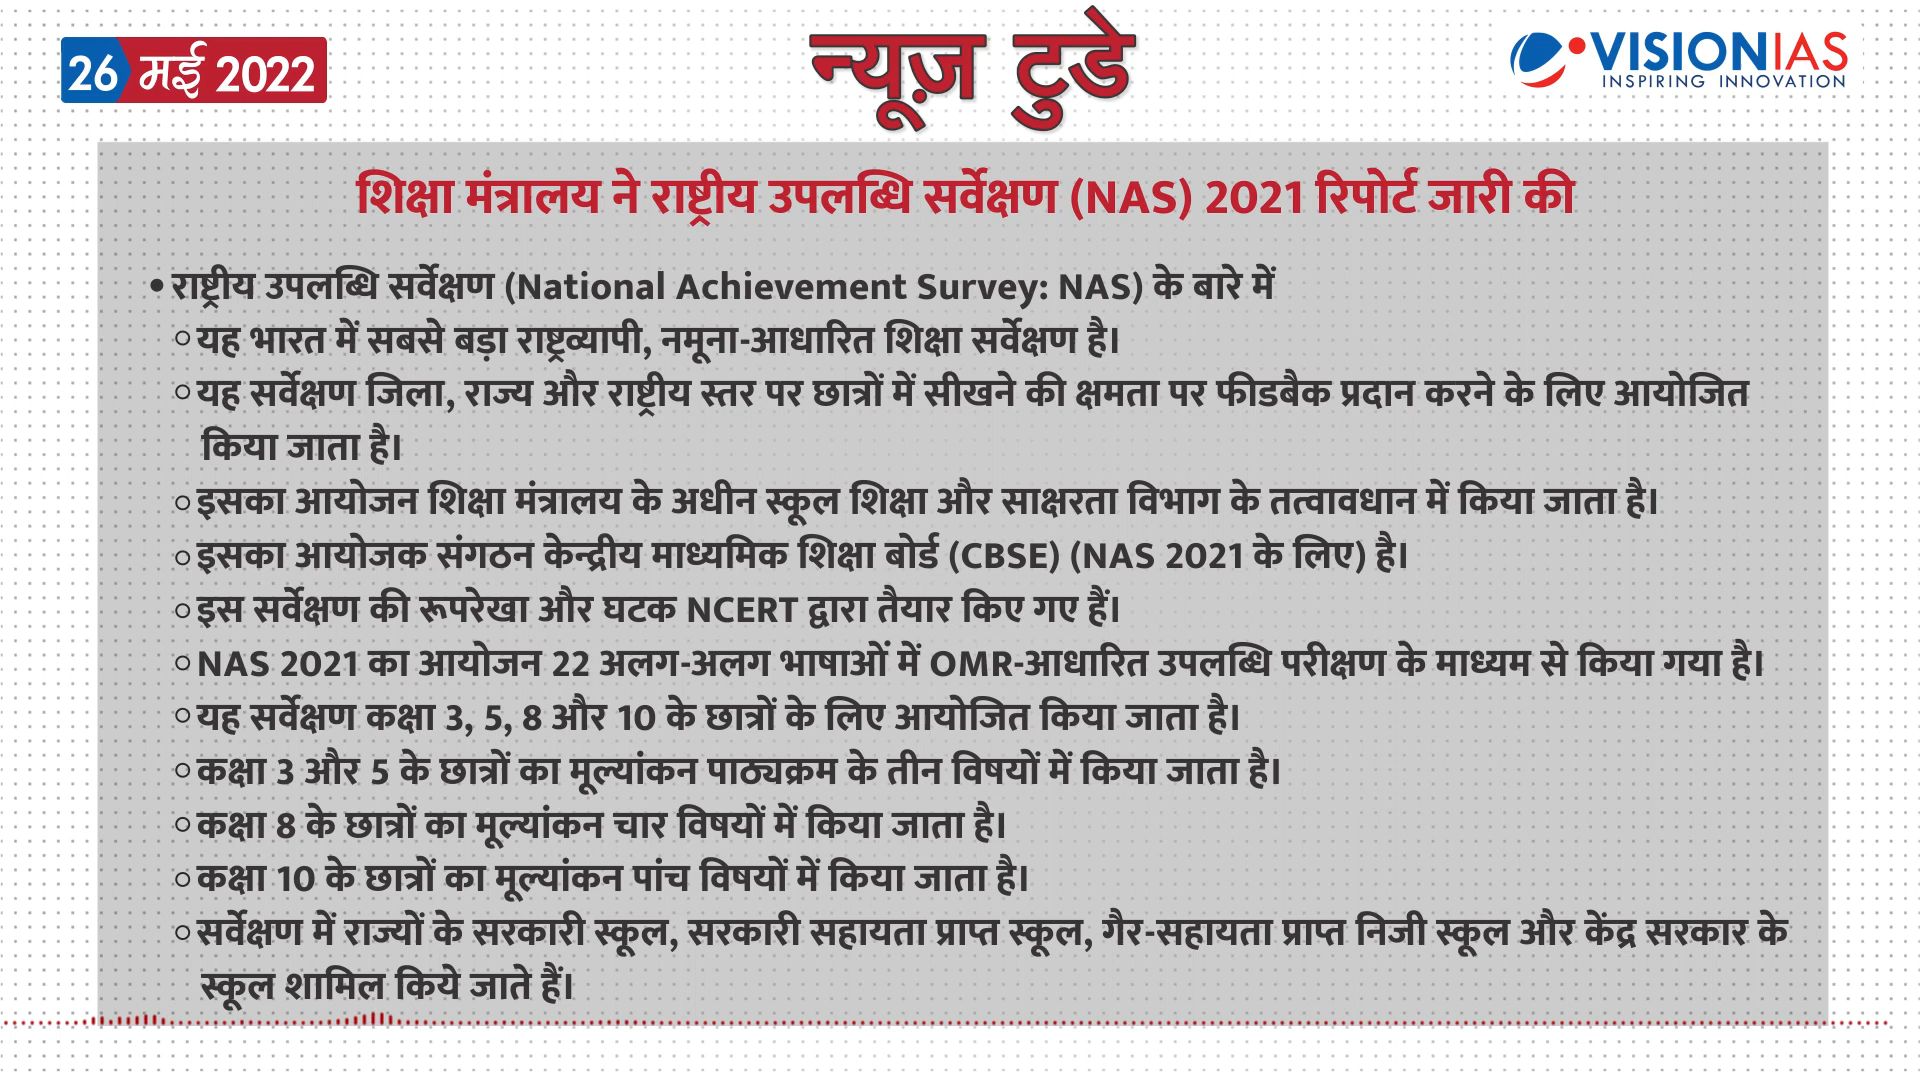 26 मई 2022
न्यूज़ टुडे
VISIONIAS
INSPIRING INNOVATION
शिक्षा मंत्रालय ने राष्ट्रीय उपलब्धि सर्वेक्षण (NAS) 2021 रिपोर्ट जारी की
• राष्ट्रीय उपलब्धि सर्वेक्षण (National Achievement Survey: NAS) के बारे में
○ यह भारत में सबसे बड़ा राष्ट्रव्यापी, नमूना-आधारित शिक्षा सर्वेक्षण है।
○ यह सर्वेक्षण जिला, राज्य और राष्ट्रीय स्तर पर छात्रों में सीखने की क्षमता पर फीडबैक प्रदान करने के लिए आयोजित
किया जाता है।
○ इसका आयोजन शिक्षा मंत्रालय के अधीन स्कूल शिक्षा और साक्षरता विभाग के तत्वावधान में किया जाता है।
○ इसका आयोजक संगठन केन्द्रीय माध्यमिक शिक्षा बोर्ड (CBSE) (NAS 2021 के लिए) है।
○ इस सर्वेक्षण की रूपरेखा और घटक NCERT द्वारा तैयार किए गए हैं।
○ NAS 2021 का आयोजन 22 अलग-अलग भाषाओं में OMR-आधारित उपलब्धि परीक्षण के माध्यम से किया गया है।
○ यह सर्वेक्षण कक्षा 3, 5, 8 और 10 के छात्रों के लिए आयोजित किया जाता है।
○ कक्षा 3 और 5 के छात्रों का मूल्यांकन पाठ्यक्रम के तीन विषयों में किया जाता है।
○ कक्षा 8 के छात्रों का मूल्यांकन चार विषयों में किया जाता है।
○ कक्षा 10 के छात्रों का मूल्यांकन पांच विषयों में किया जाता है।
○ सर्वेक्षण में राज्यों के सरकारी स्कूल, सरकारी सहायता प्राप्त स्कूल, गैर-सहायता प्राप्त निजी स्कूल और केंद्र सरकार के
स्कूल शामिल किये जाते हैं।